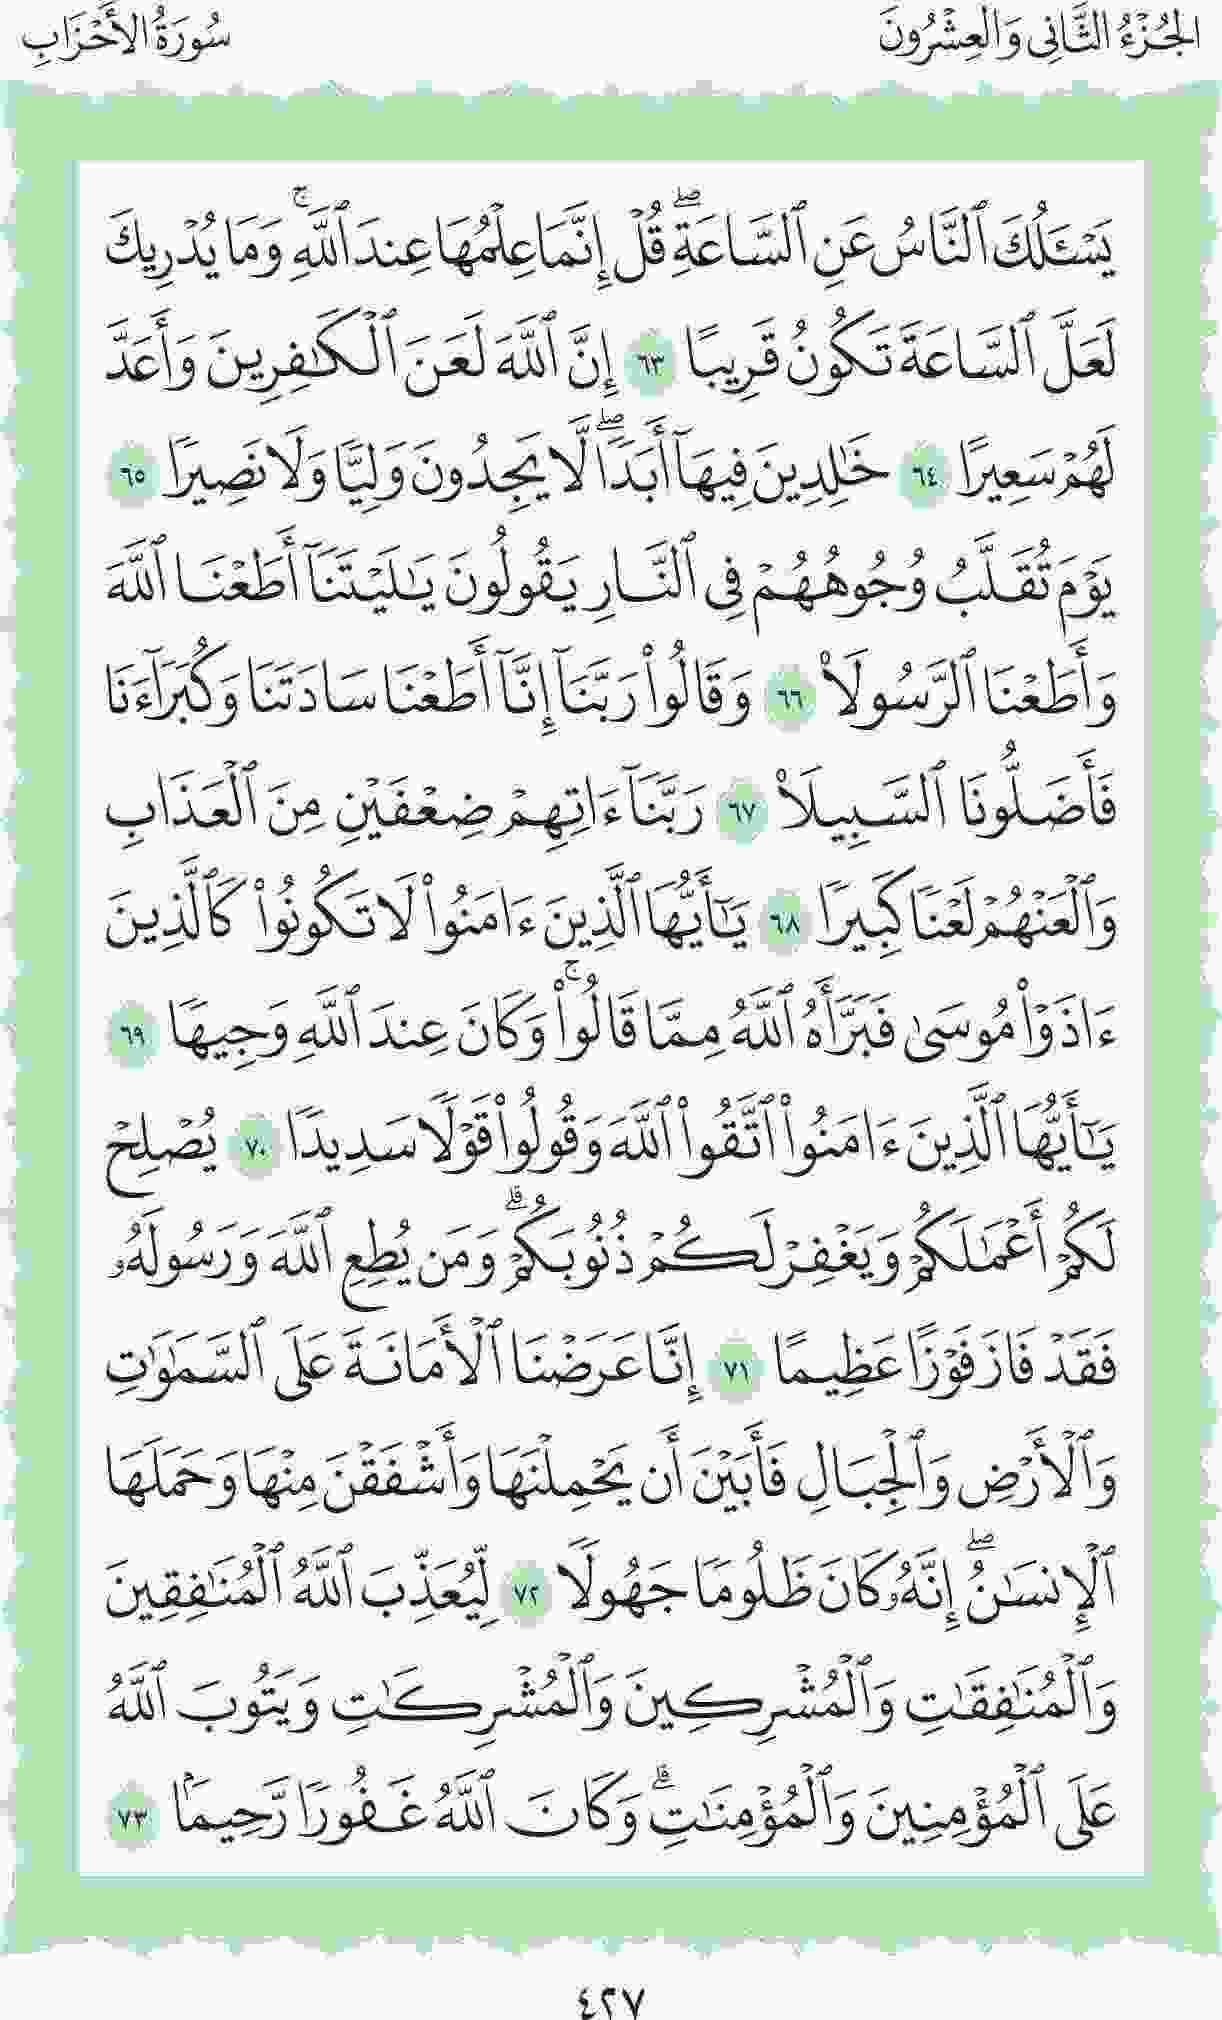 الجُزْءُ الثَّانِي وَالعِشْرُونَ
سُورَةُ الأَحْزَابِ
يَسْـَٔلُكَ ٱلنَّاسُ عَنِ ٱلسَّاعَةِۖ قُلْ إِنَّمَا عِلْمُهَا عِندَ ٱللَّهِۚ وَمَا يُدْرِيكَ
لَعَلَّ ٱلسَّاعَةَ تَكُونُ قَرِيبًا ٦٣ إِنَّ ٱللَّهَ لَعَنَ ٱلْكَـٰفِرِينَ وَأَعَدَّ
لَهُمْ سَعِيرًا ٦٤ خَـٰلِدِينَ فِيهَآ أَبَدًاۖ لَّا يَجِدُونَ وَلِيًّا وَلَا نَصِيرًا ٦٥
يَوْمَ تُقَلَّبُ وُجُوهُهُمْ فِى ٱلنَّارِ يَقُولُونَ يَـٰلَيْتَنَآ أَطَعْنَا ٱللَّهَ
وَأَطَعْنَا ٱلرَّسُولَا۠ ٦٦ وَقَالُوا۟ رَبَّنَآ إِنَّآ أَطَعْنَا سَادَتَنَا وَكُبَرَآءَنَا
فَأَضَلُّونَا ٱلسَّبِيلَا۠ ٦٧ رَبَّنَآ ءَاتِهِمْ ضِعْفَيْنِ مِنَ ٱلْعَذَابِ
وَٱلْعَنْهُمْ لَعْنًا كَبِيرًا ٦٨ يَـٰٓأَيُّهَا ٱلَّذِينَ ءَامَنُوا۟ لَا تَكُونُوا۟ كَٱلَّذِينَ
ءَاذَوْا۟ مُوسَىٰ فَبَرَّأَهُ ٱللَّهُ مِمَّا قَالُوا۟ۚ وَكَانَ عِندَ ٱللَّهِ وَجِيهًا ٦٩
يَـٰٓأَيُّهَا ٱلَّذِينَ ءَامَنُوا۟ ٱتَّقُوا۟ ٱللَّهَ وَقُولُوا۟ قَوْلًا سَدِيدًا ٧٠ يُصْلِحْ
لَكُمْ أَعْمَـٰلَكُمْ وَيَغْفِرْ لَكُمْ ذُنُوبَكُمْۗ وَمَن يُطِعِ ٱللَّهَ وَرَسُولَهُۥ
فَقَدْ فَازَ فَوْزًا عَظِيمًا ٧١ إِنَّا عَرَضْنَا ٱلْأَمَانَةَ عَلَى ٱلسَّمَـٰوَٰتِ
وَٱلْأَرْضِ وَٱلْجِبَالِ فَأَبَيْنَ أَن يَحْمِلْنَهَا وَأَشْفَقْنَ مِنْهَا وَحَمَلَهَا
ٱلْإِنسَـٰنُۖ إِنَّهُۥ كَانَ ظَلُومًا جَهُولًا ٧٢ لِّيُعَذِّبَ ٱللَّهُ ٱلْمُنَـٰفِقِينَ
وَٱلْمُنَـٰفِقَـٰتِ وَٱلْمُشْرِكِينَ وَٱلْمُشْرِكَـٰتِ وَيَتُوبَ ٱللَّهُ
عَلَى ٱلْمُؤْمِنِينَ وَٱلْمُؤْمِنَـٰتِۗ وَكَانَ ٱللَّهُ غَفُورًا رَّحِيمًۢا ٧٣
٤٢٧